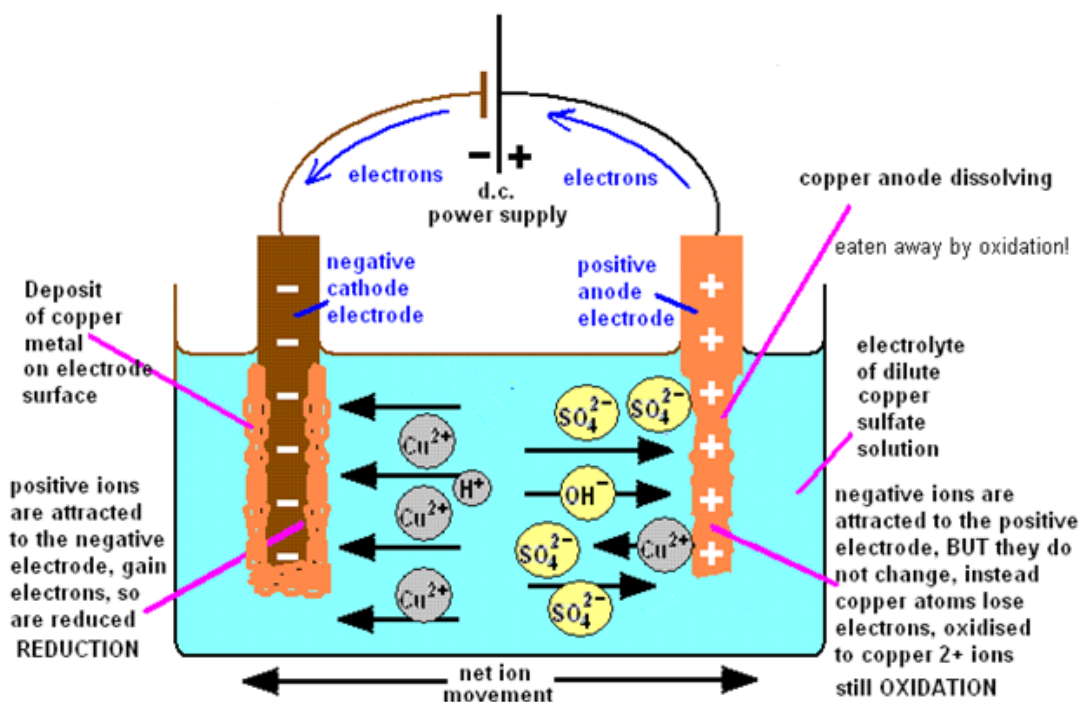 electrons
− +
electrons
d.c.
power supply
copper anode dissolving
eaten away by oxidation!
negative
cathode
electrode
positive
anode
electrode
Deposit
of copper
metal
on electrode
surface
electrolyte
of dilute
copper
sulfate
solution
positive ions
are attracted
to the negative
electrode, gain
electrons, so
are reduced
REDUCTION
Cu²⁺
H⁺
Cu²⁺
Cu²⁺
SO₄²⁻
SO₄²⁻
OH⁻
SO₄²⁻
Cu²⁺
SO₄²⁻
negative ions are
attracted to the positive
electrode, BUT they do
not change, instead
copper atoms lose
electrons, oxidised
to copper 2+ ions
still OXIDATION
net ion
movement